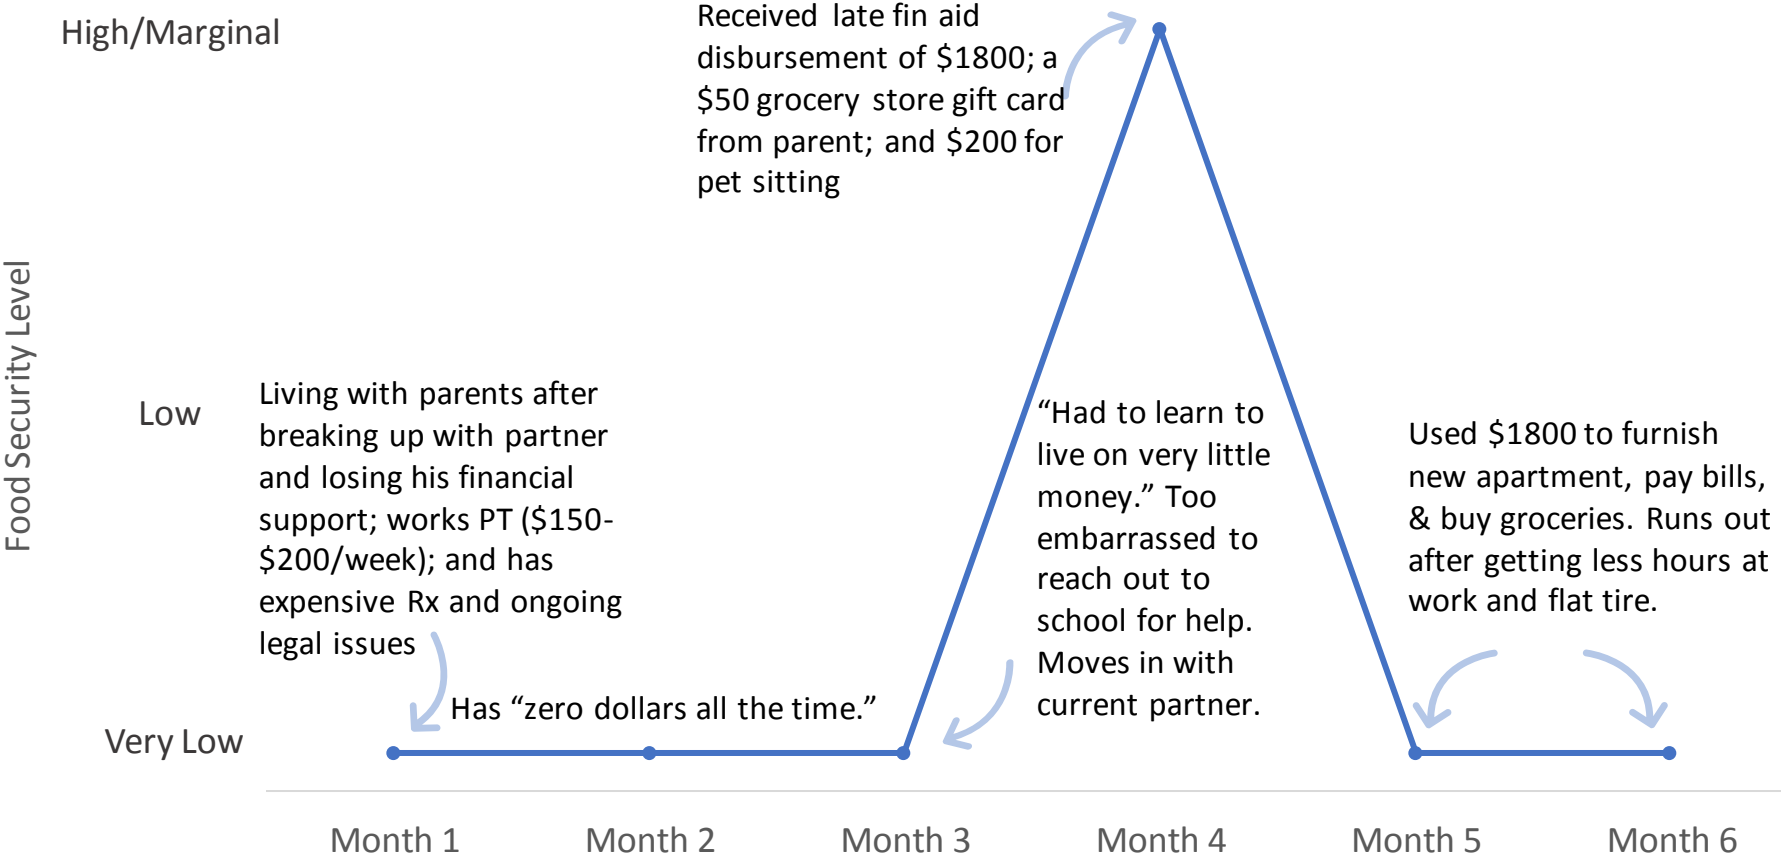 High/Marginal
Received late fin aid
disbursement of $1800; a
$50 grocery store gift card
from parent; and $200 for
pet sitting
Food Security Level
Low
Living with parents after
breaking up with partner
and losing his financial
support; works PT ($150-
$200/week); and has
expensive Rx and ongoing
legal issues
“Had to learn to
live on very little
money.” Too
embarrassed to
reach out to
school for help.
Moves in with
current partner.
Used $1800 to furnish
new apartment, pay bills,
& buy groceries. Runs out
after getting less hours at
work and flat tire.
Has “zero dollars all the time.”
Very Low
Month 1
Month 2
Month 3
Month 4
Month 5
Month 6